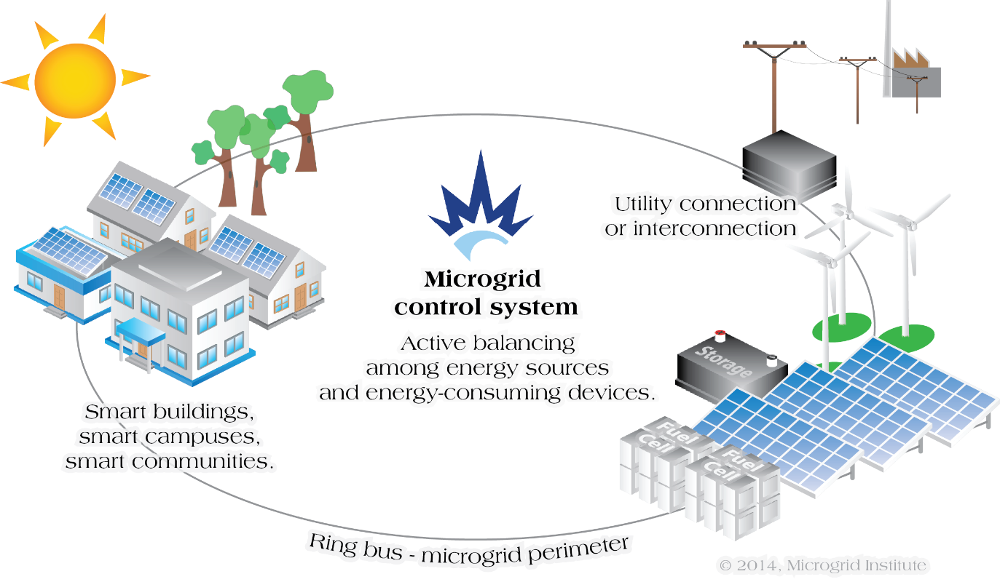 Utility connection
or interconnection
Microgrid
control system
Active balancing
among energy sources
and energy-consuming devices.
Storage
Smart buildings,
smart campuses,
smart communities.
Fuel
Cell
Fuel
Cell
Ring bus - microgrid perimeter
© 2014, Microgrid Institute